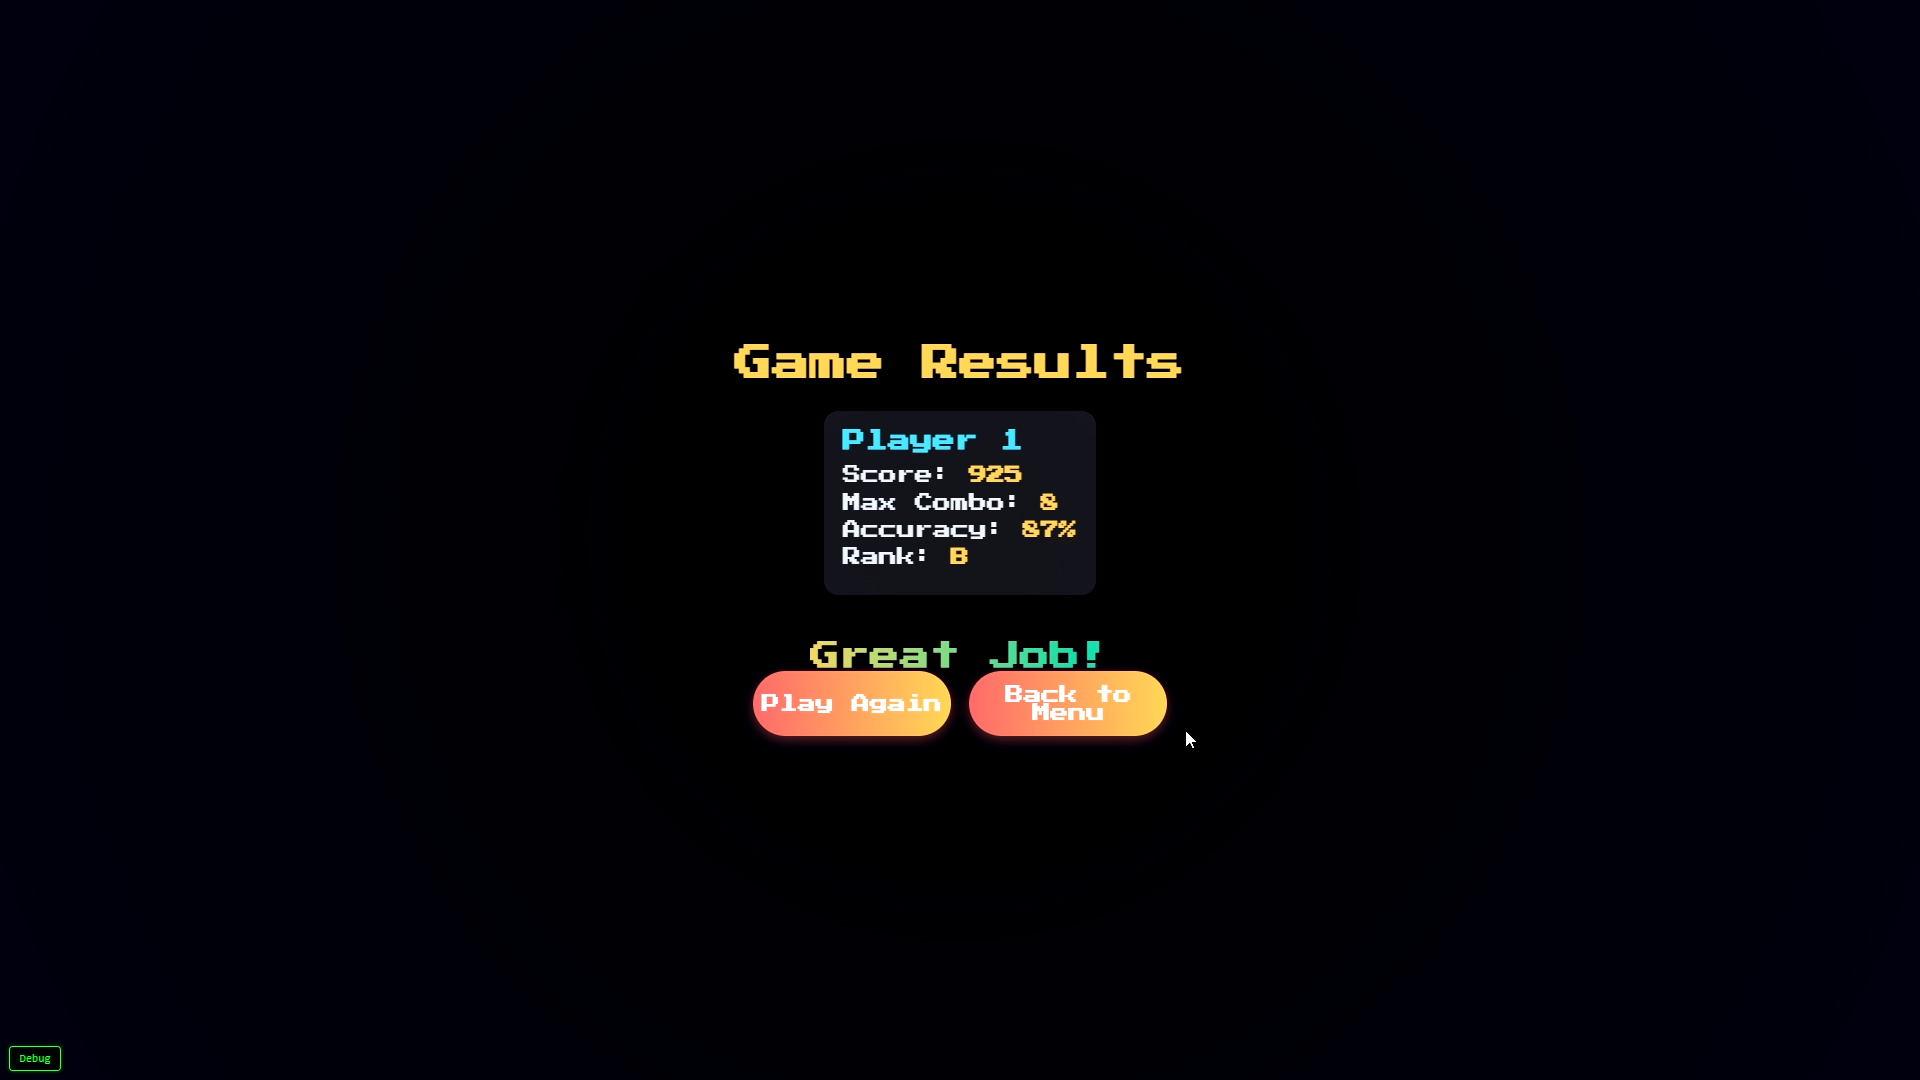 Game Results
Player 1
Score: 925
Max Combo: 8
Accuracy: 87%
Rank: B
Great Job!
Play Again
Back to
Menu
Debug